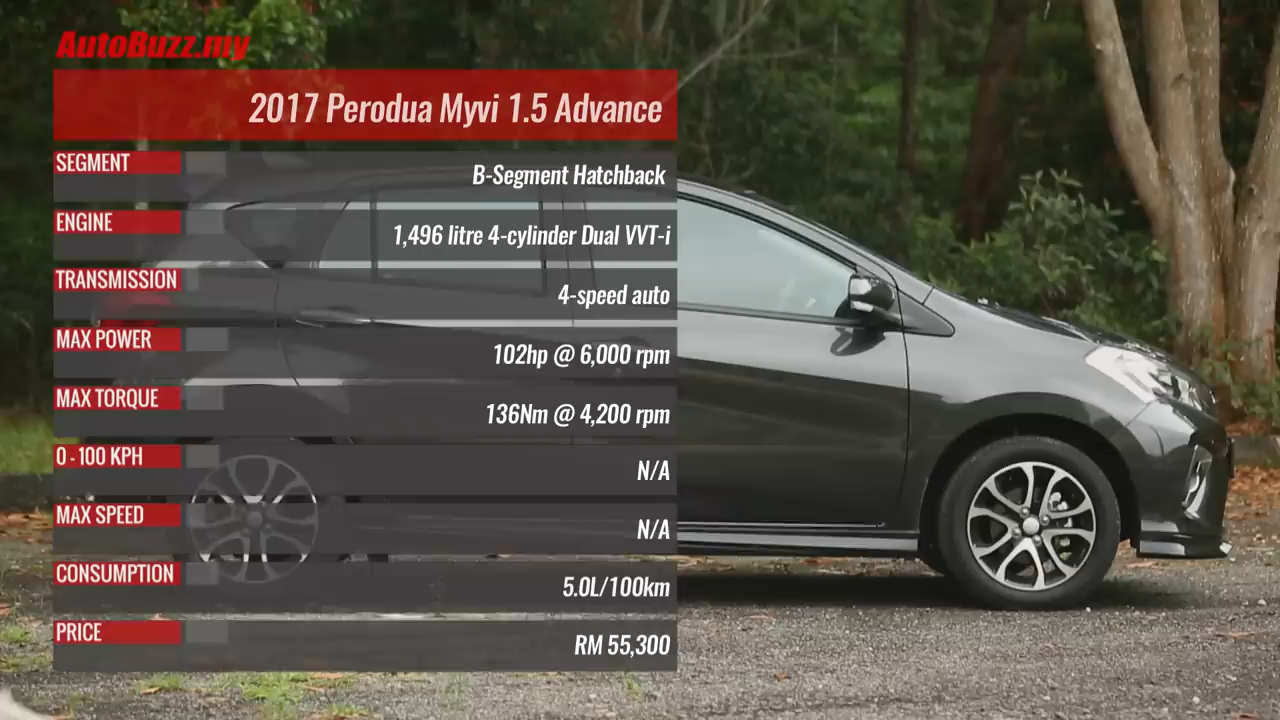 AutoBuzz.my
2017 Perodua Myvi 1.5 Advance
SEGMENT
B-Segment Hatchback
ENGINE
1,496 litre 4-cylinder Dual VVT-i
TRANSMISSION
4-speed auto
MAX POWER
102hp @ 6,000 rpm
MAX TORQUE
136Nm @ 4,200 rpm
0 - 100 KPH
N/A
MAX SPEED
N/A
CONSUMPTION
5.0L/100km
PRICE
RM 55,300